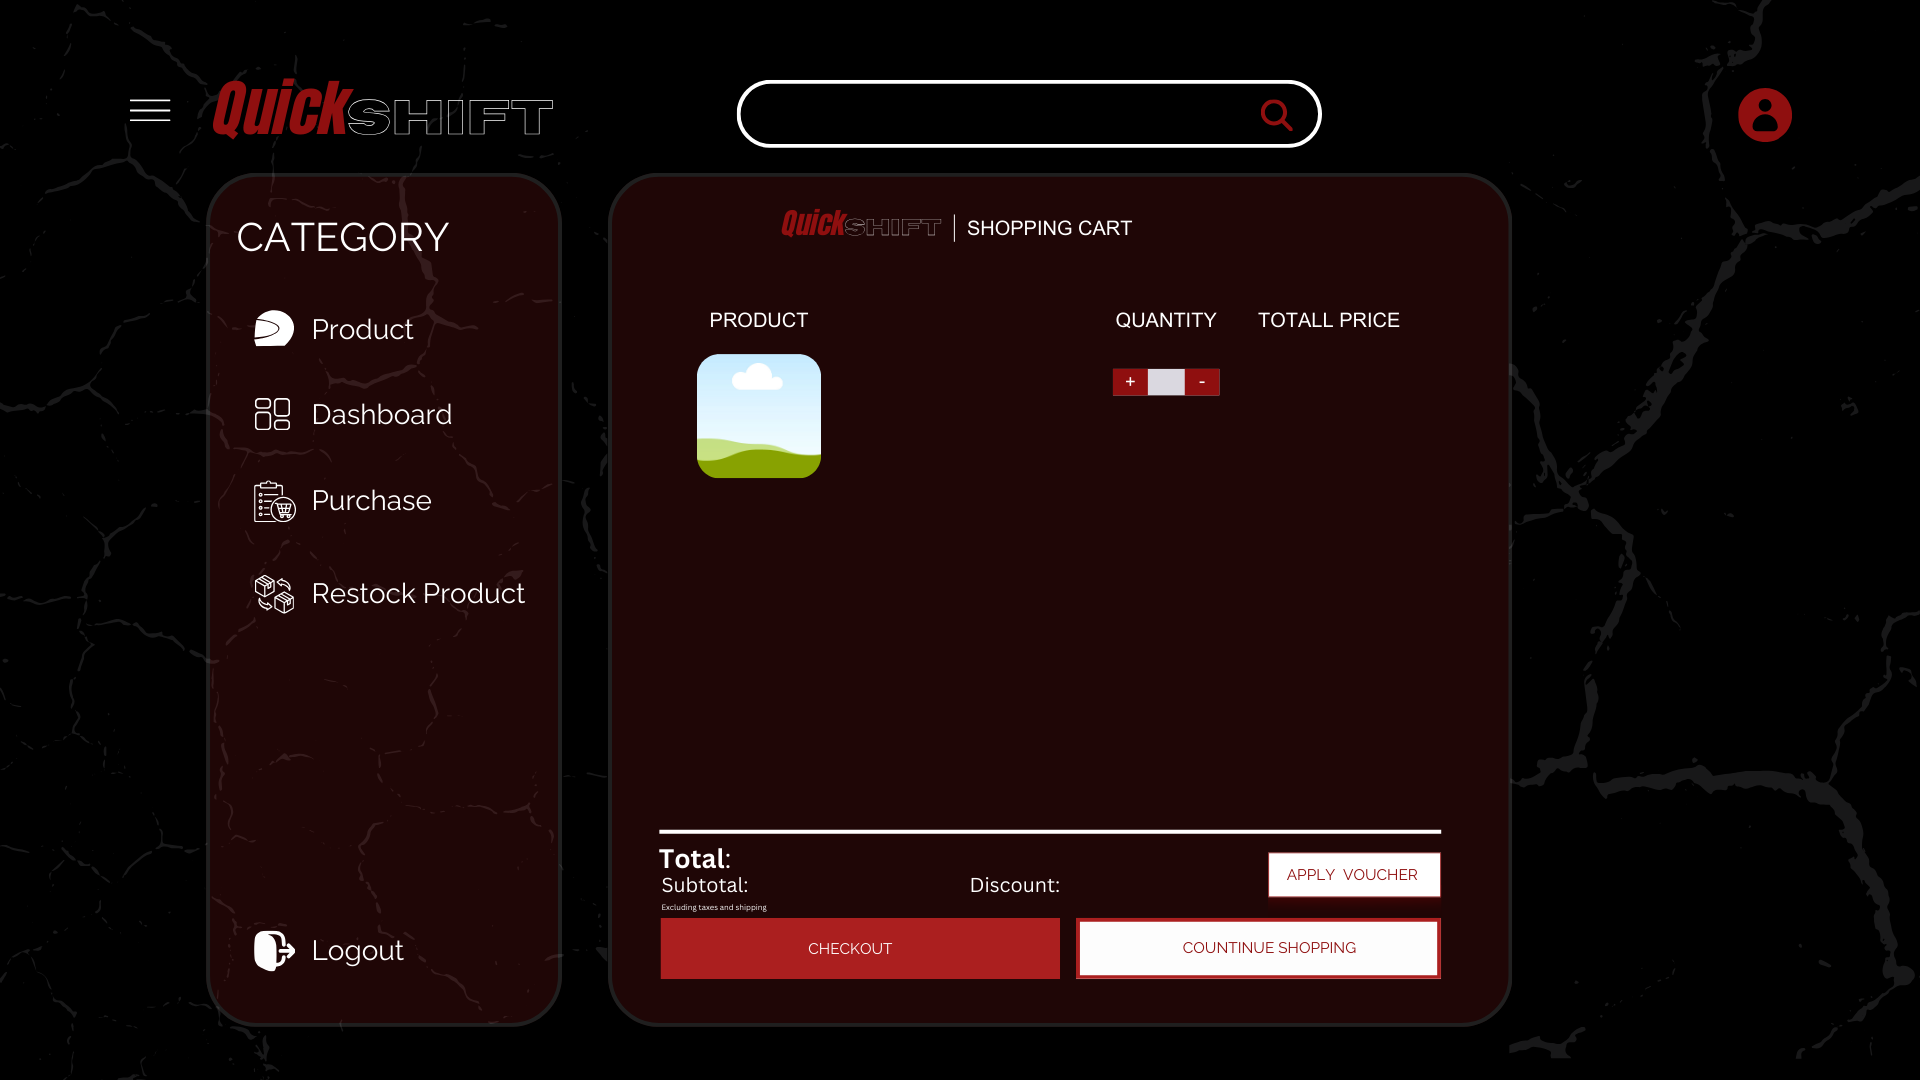 QuickSHIFT
CATEGORY
Product
Dashboard
Purchase
Restock Product
Logout
QuickSHIFT | SHOPPING CART
PRODUCT QUANTITY TOTALL PRICE
+ -
Total:
Subtotal: Discount:
Excluding taxes and shipping
APPLY VOUCHER
CHECKOUT COUNTINUE SHOPPING